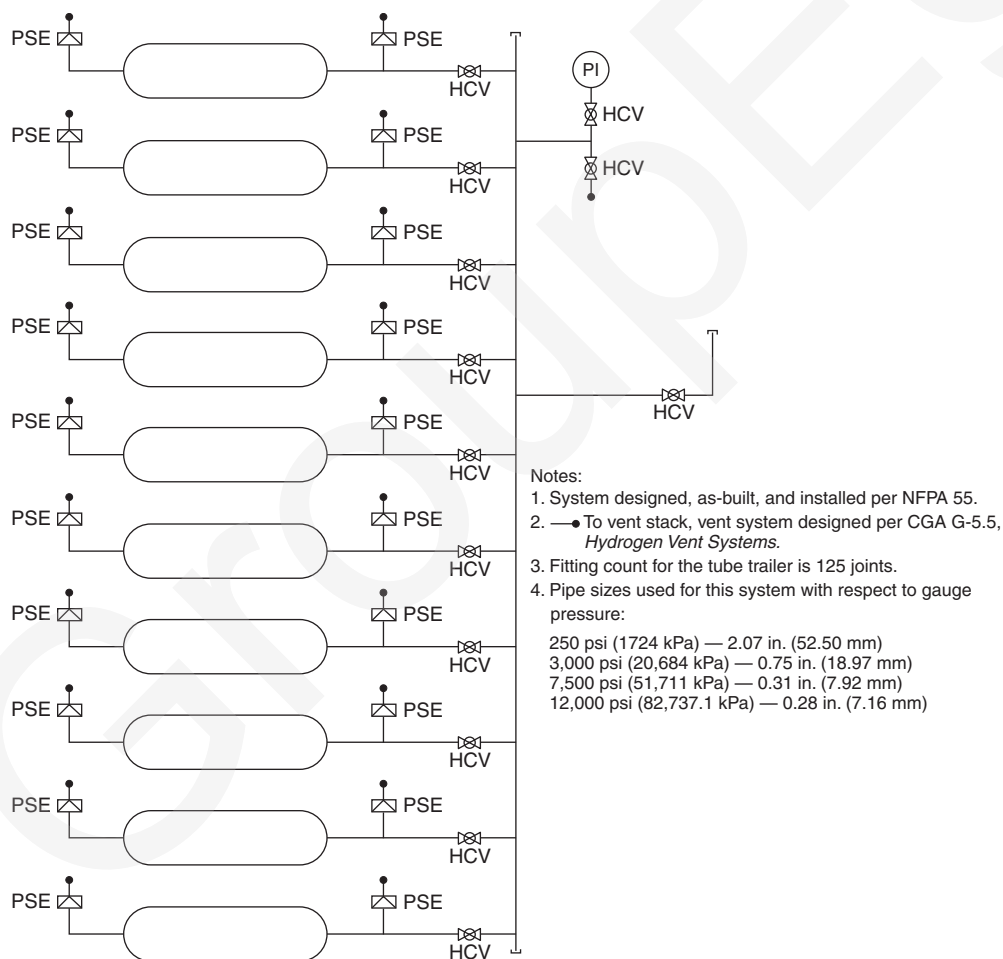 PSE PSE
HCV
PI
HCV
PSE PSE
HCV
HCV
PSE PSE
HCV
PSE PSE
HCV
HCV
PSE PSE
HCV
Notes:
1. System designed, as-built, and installed per NFPA 55.
2. To vent stack, vent system designed per CGA G-5.5,
Hydrogen Vent Systems.
3. Fitting count for the tube trailer is 125 joints.
4. Pipe sizes used for this system with respect to gauge
pressure:
250 psi (1724 kPa) — 2.07 in. (52.50 mm)
3,000 psi (20,684 kPa) — 0.75 in. (18.97 mm)
7,500 psi (51,711 kPa) — 0.31 in. (7.92 mm)
12,000 psi (82,737.1 kPa) — 0.28 in. (7.16 mm)
PSE PSE
HCV
PSE PSE
HCV
PSE PSE
HCV
PSE PSE
HCV
PSE PSE
HCV
GroupEs